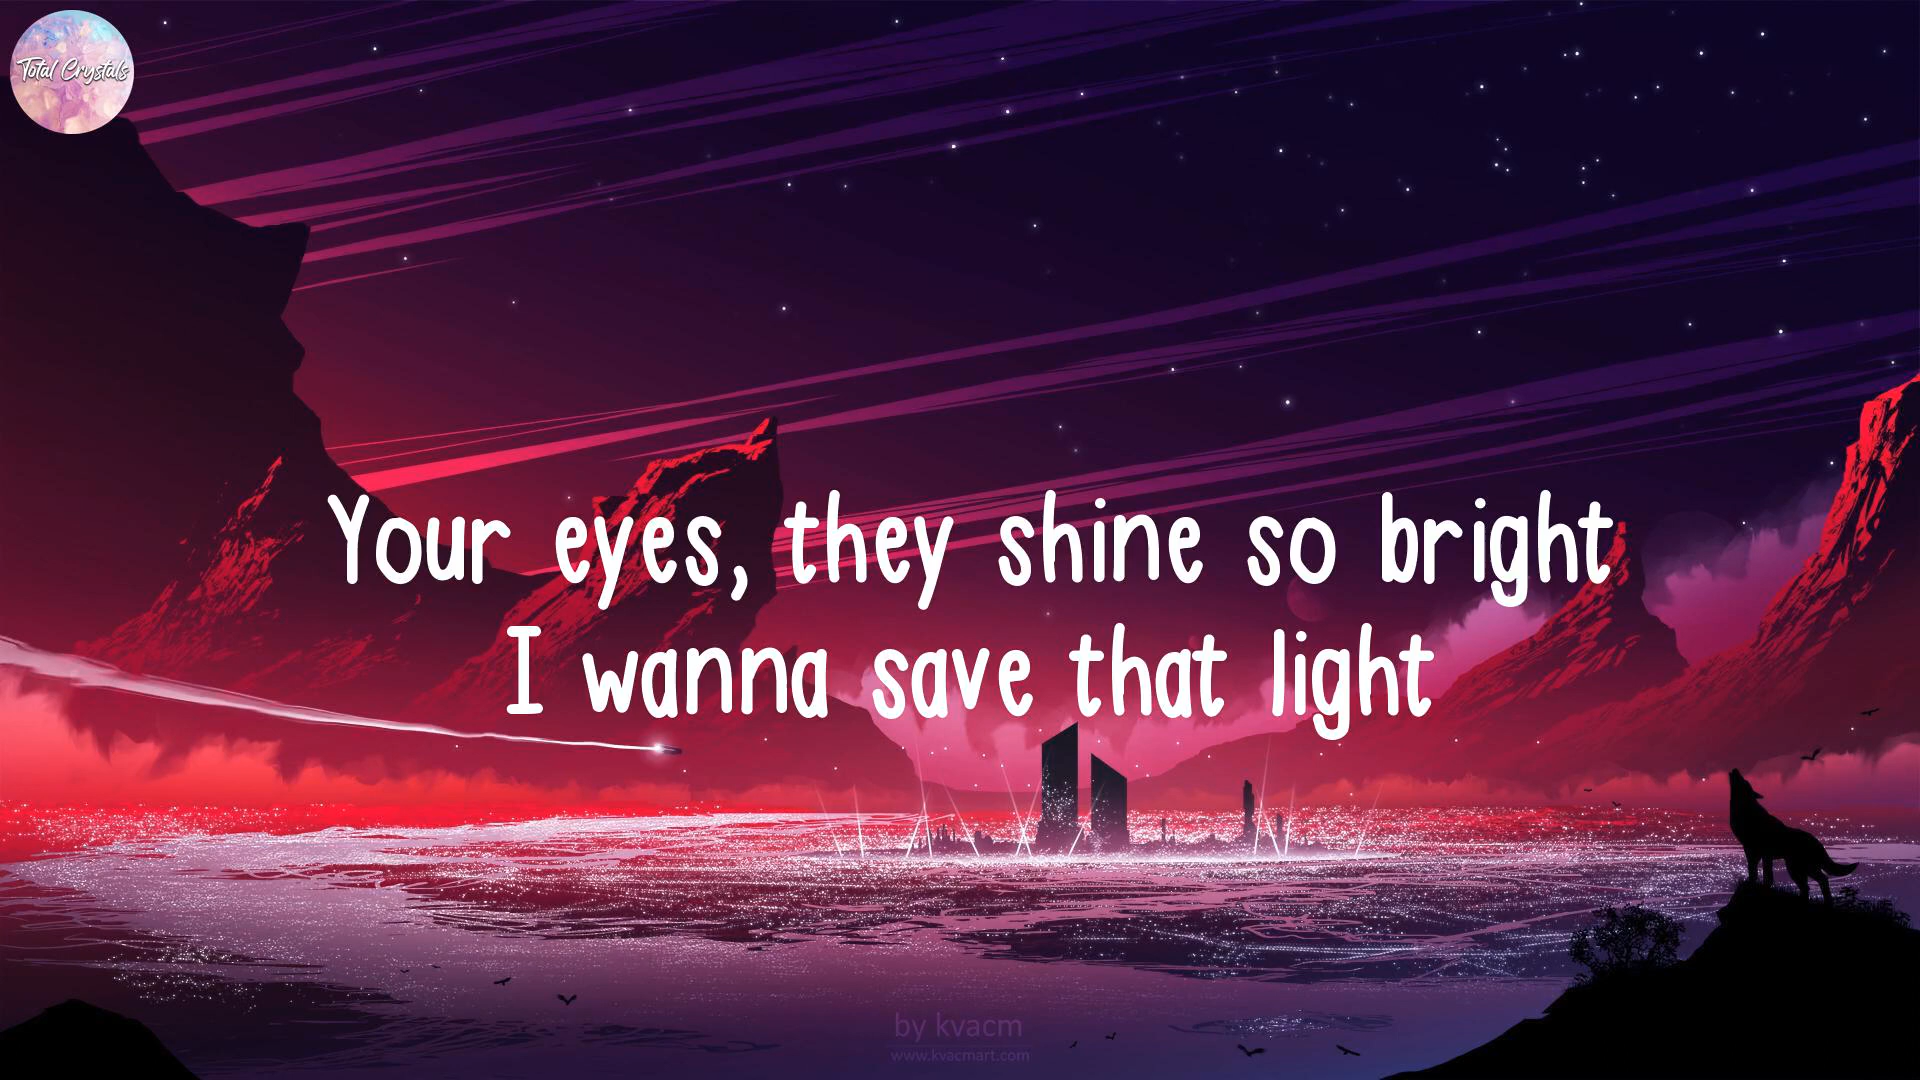 Total Crystals
Your eyes, they shine so bright
I wanna save that light
by kvacm
www.kvacmart.com